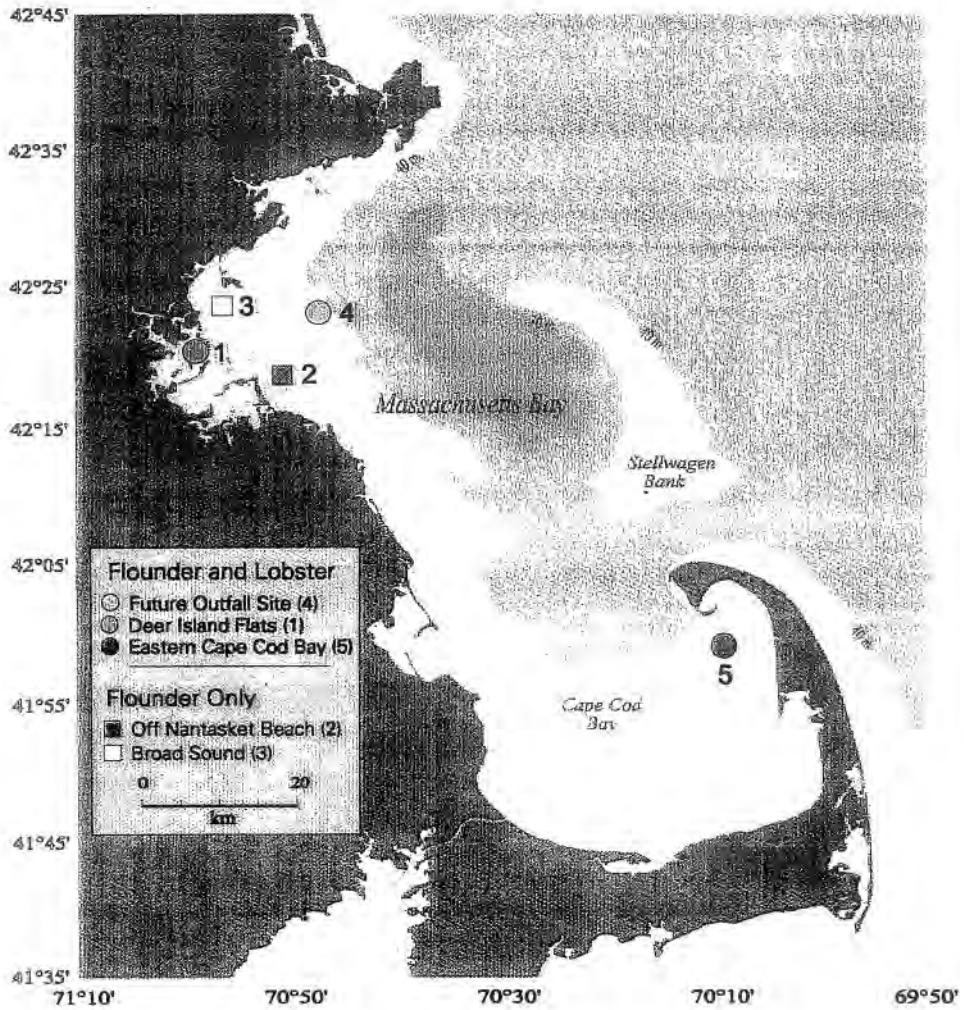 42°45'
42°35'
42°25'
42°15'
42°05'
41°55'
41°45'
41°35'
71°10'
70°50'
70°30'
70°10'
69°50'
40 m
3
4
1
2
Massachusetts Bay
40 m
Stellwagen
Bank
40 m
5
Cape Cod
Bay
Flounder and Lobster
Future Outfall Site (4)
Deer Island Flats (1)
Eastern Cape Cod Bay (5)
Flounder Only
Off Nantasket Beach (2)
Broad Sound (3)
0 20
km